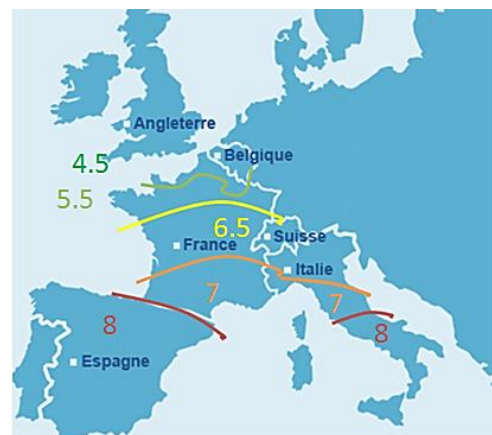 Angleterre
4.5
Belgique
5.5
6.5
Suisse
France
Italie
7
7
8
8
Espagne